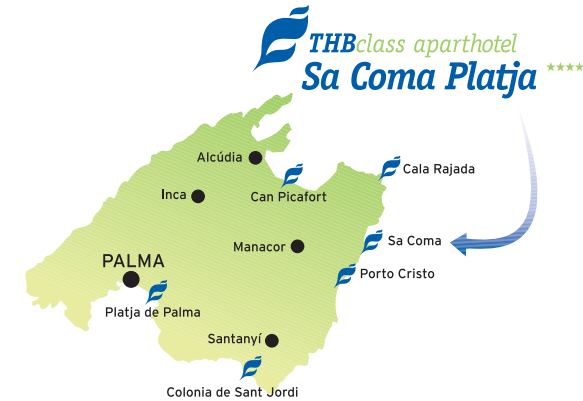 THBclass aparthotel
Sa Coma Platja ****
Alcúdia
Cala Rajada
Inca
Can Picafort
Manacor
Sa Coma
PALMA
Porto Cristo
Platja de Palma
Santanyí
Colonia de Sant Jordi